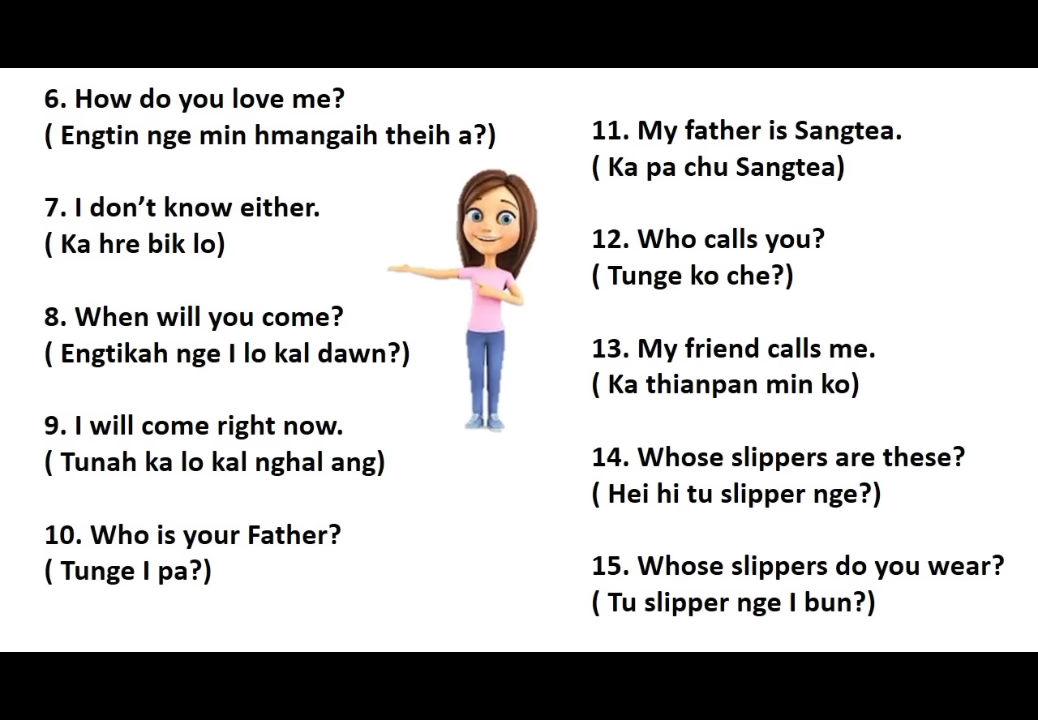 6. How do you love me?
( Engtin nge min hmangaih theih a?)
7. I don’t know either.
( Ka hre bik lo)
8. When will you come?
( Engtikah nge I lo kal dawn?)
9. I will come right now.
( Tunah ka lo kal nghal ang)
10. Who is your Father?
( Tunge I pa?)
11. My father is Sangtea.
( Ka pa chu Sangtea)
12. Who calls you?
( Tunge ko che?)
13. My friend calls me.
( Ka thianpan min ko)
14. Whose slippers are these?
( Hei hi tu slipper nge?)
15. Whose slippers do you wear?
( Tu slipper nge I bun?)